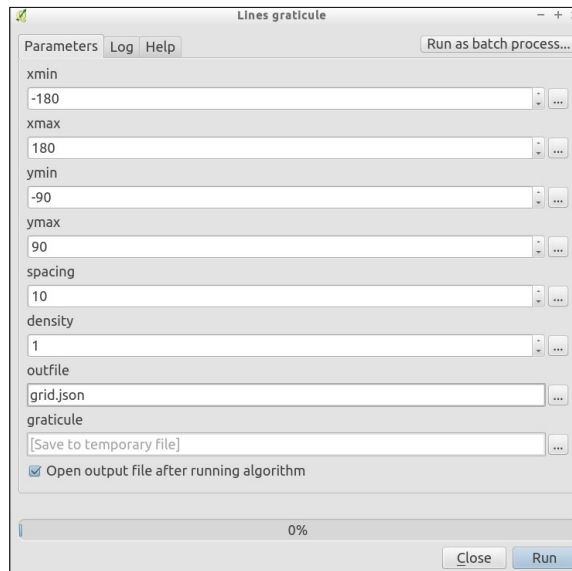 Lines graticule
Parameters Log Help Run as batch process...
xmin
-180 ...
xmax
180 ...
ymin
-90 ...
ymax
90 ...
spacing
10 ...
density
1 ...
outfile
grid.json ...
graticule
[Save to temporary file] ...
Open output file after running algorithm
0%
Close Run